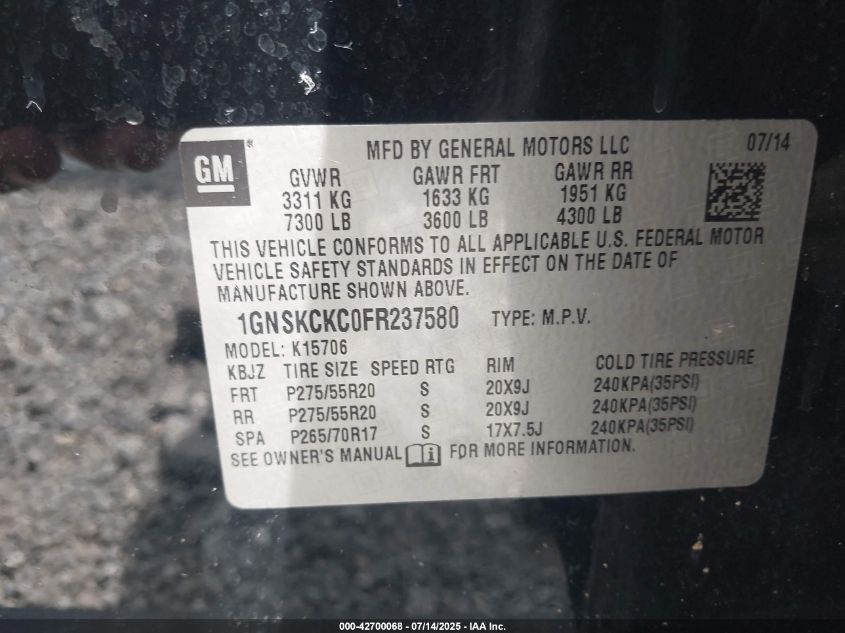 GM®
MFD BY GENERAL MOTORS LLC 07/14
GVWR GAWR FRT GAWR RR
3311 KG 1633 KG 1951 KG
7300 LB 3600 LB 4300 LB
THIS VEHICLE CONFORMS TO ALL APPLICABLE U.S. FEDERAL MOTOR
VEHICLE SAFETY STANDARDS IN EFFECT ON THE DATE OF
MANUFACTURE SHOWN ABOVE.
1GNSKCKC0FR237580 TYPE: M.P.V.
MODEL: K15706
KBJZ TIRE SIZE SPEED RTG RIM COLD TIRE PRESSURE
FRT P275/55R20 S 20X9J 240KPA(35PSI)
RR P275/55R20 S 20X9J 240KPA(35PSI)
SPA P265/70R17 S 17X7.5J 240KPA(35PSI)
SEE OWNER'S MANUAL FOR MORE INFORMATION.
000-42700068 - 07/14/2025 - IAA Inc.